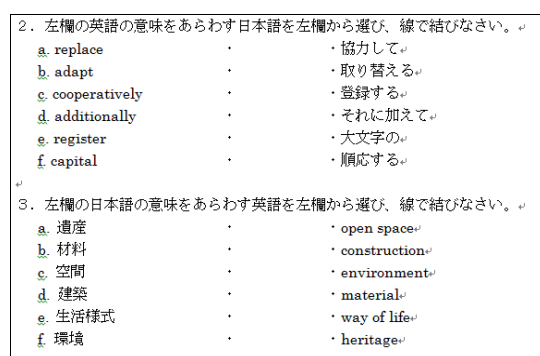 2. 左欄の英語の意味をあらわす日本語を左欄から選び、線で結びなさい。
a. replace ・ ・協力して
b. adapt ・ ・取り替える
c. cooperatively ・ ・登録する
d. additionally ・ ・それに加えて
e. register ・ ・大文字の
f. capital ・ ・順応する
3. 左欄の日本語の意味をあらわす英語を左欄から選び、線で結びなさい。
a. 遺産 ・ ・open space
b. 材料 ・ ・construction
c. 空間 ・ ・environment
d. 建築 ・ ・material
e. 生活様式 ・ ・way of life
f. 環境 ・ ・heritage